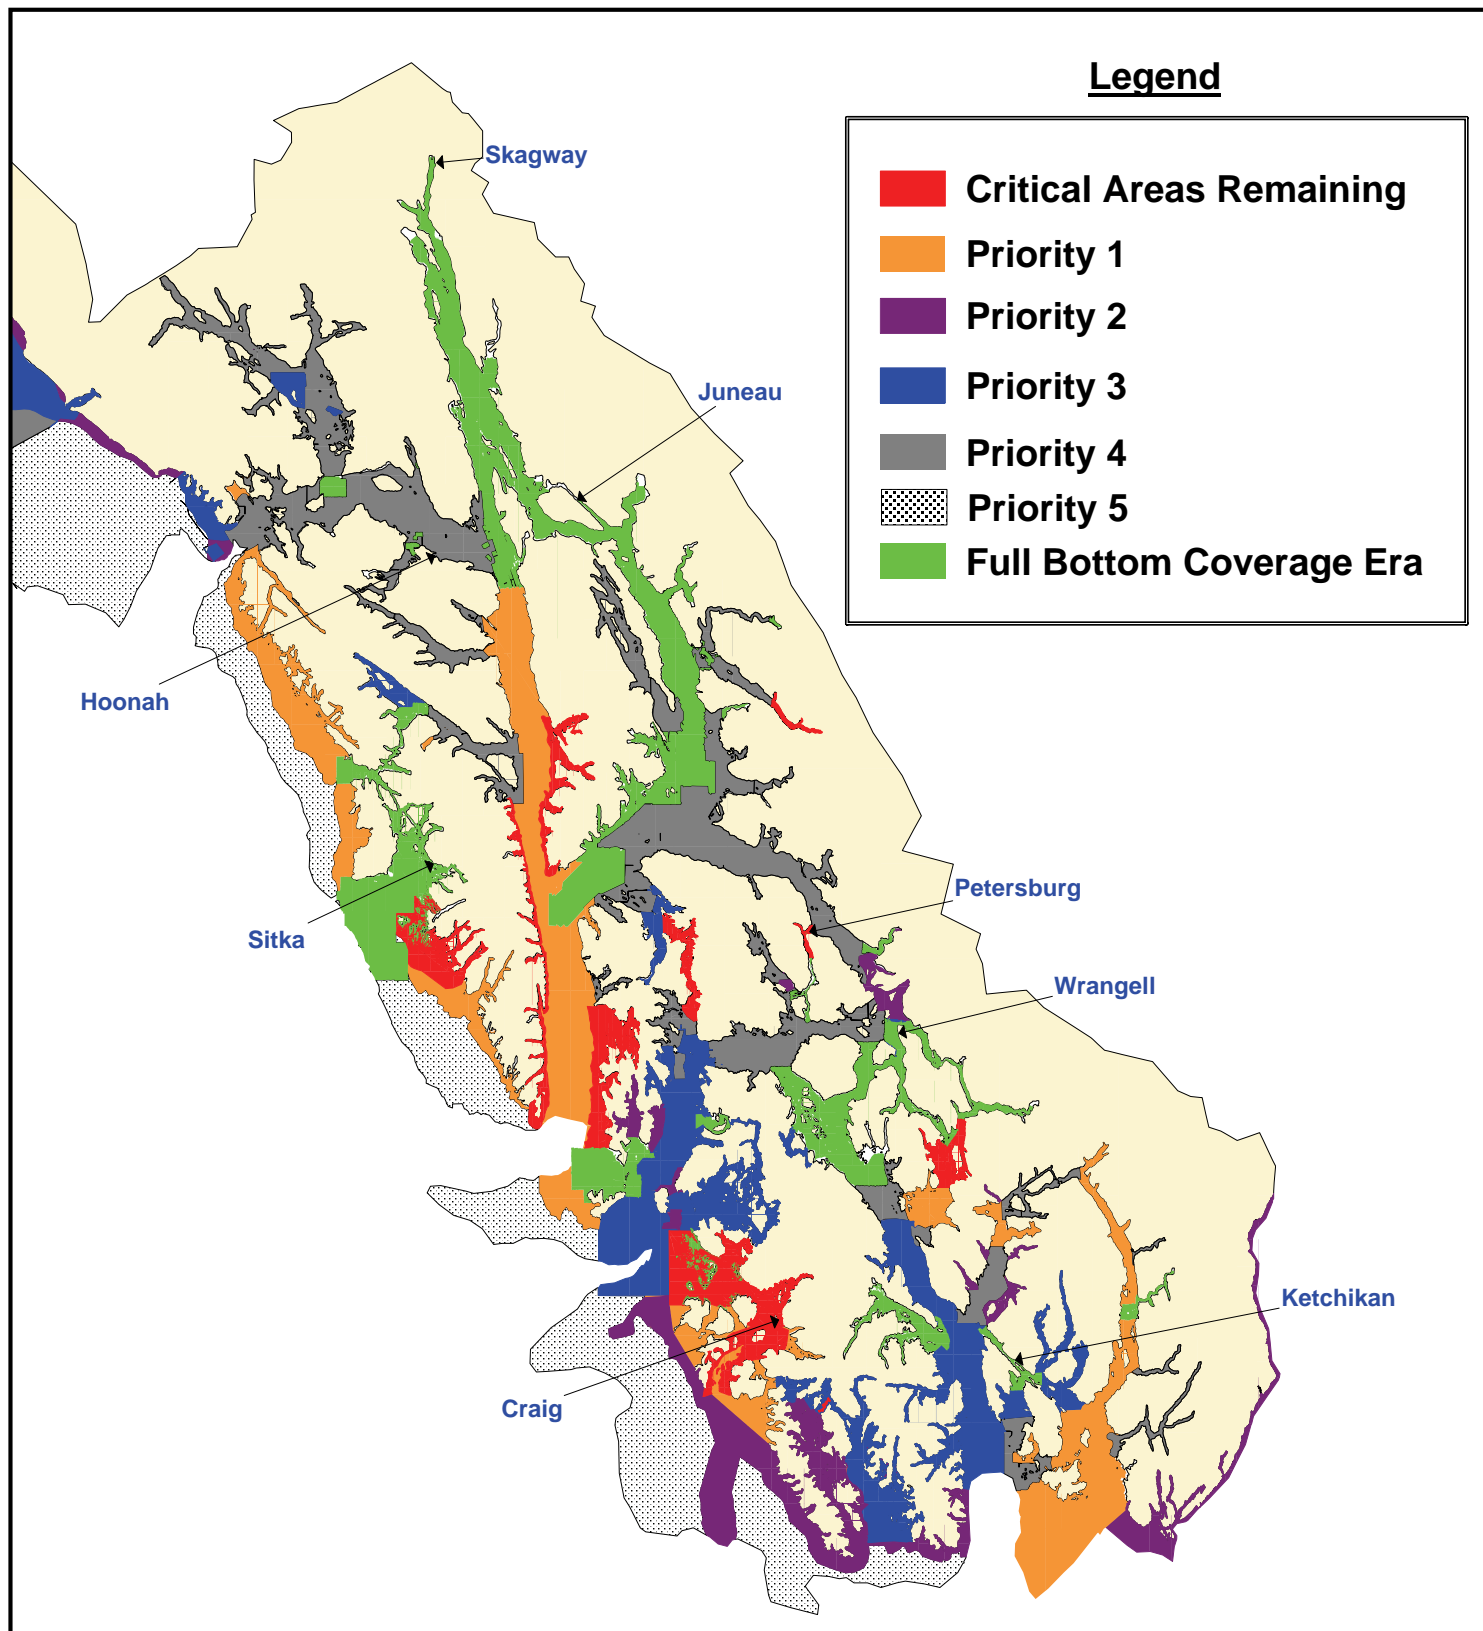 Legend
Critical Areas Remaining
Priority 1
Priority 2
Priority 3
Priority 4
Priority 5
Full Bottom Coverage Era
Skagway
Juneau
Hoonah
Petersburg
Sitka
Wrangell
Ketchikan
Craig